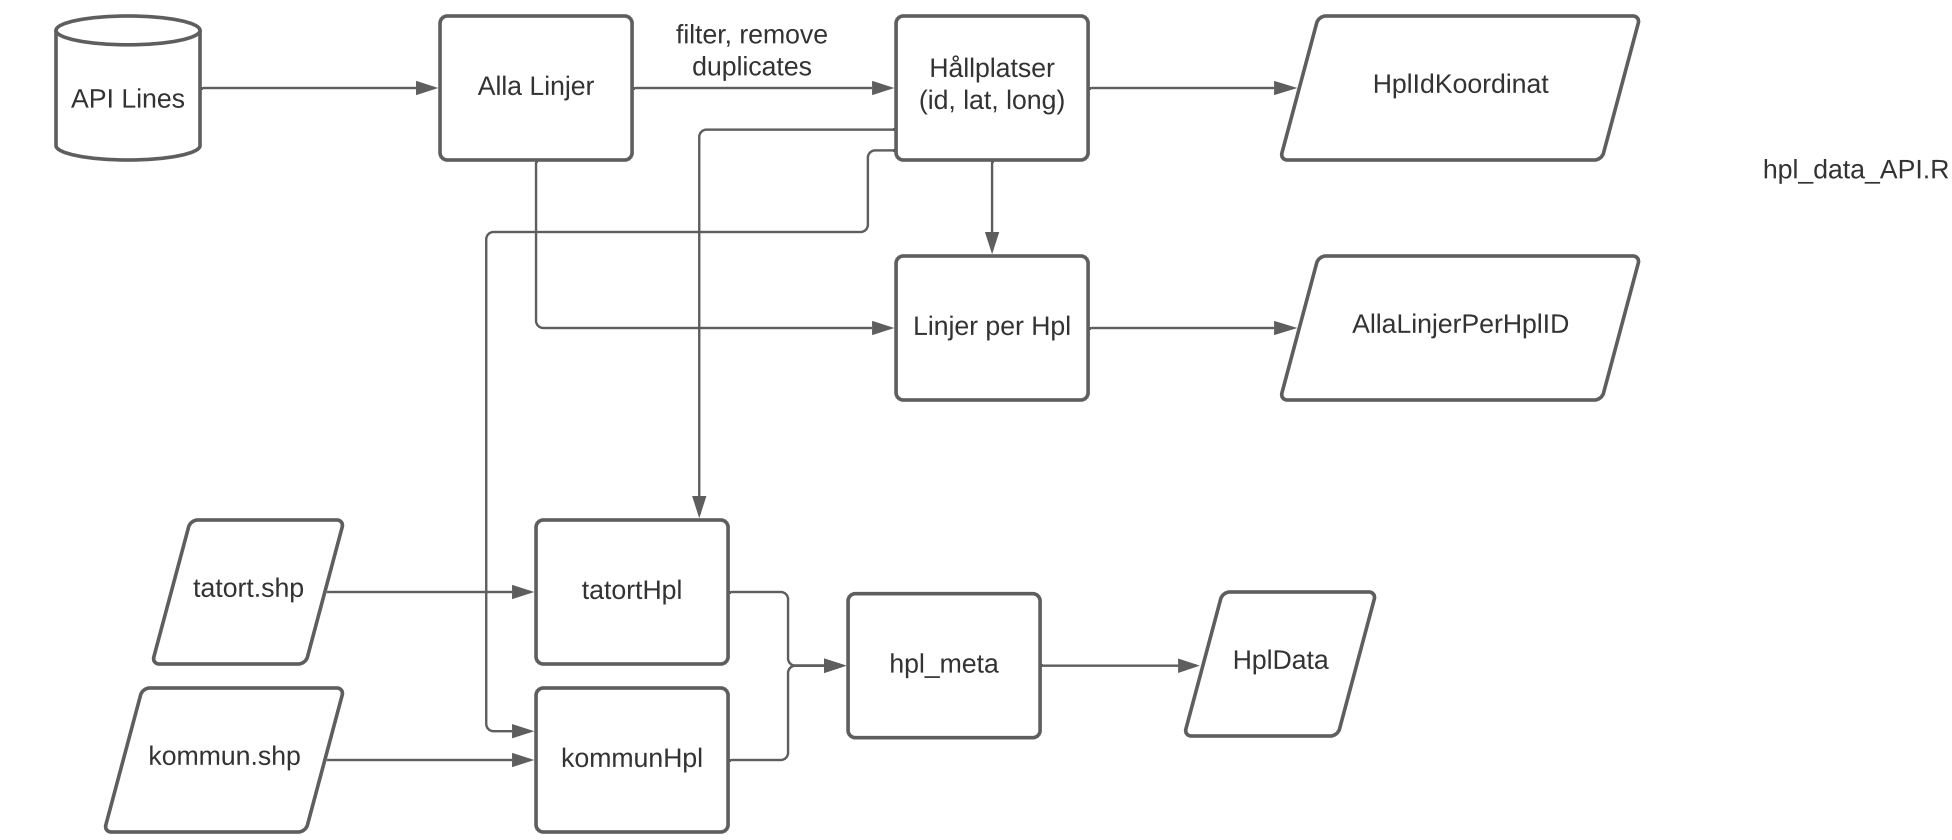 API Lines
Alla Linjer
filter, remove
duplicates
Hållplatser
(id, lat, long)
HplIdKoordinat
hpl_data_API.R
Linjer per Hpl
AllaLinjerPerHplID
tatort.shp
tatortHpl
hpl_meta
HplData
kommun.shp
kommunHpl